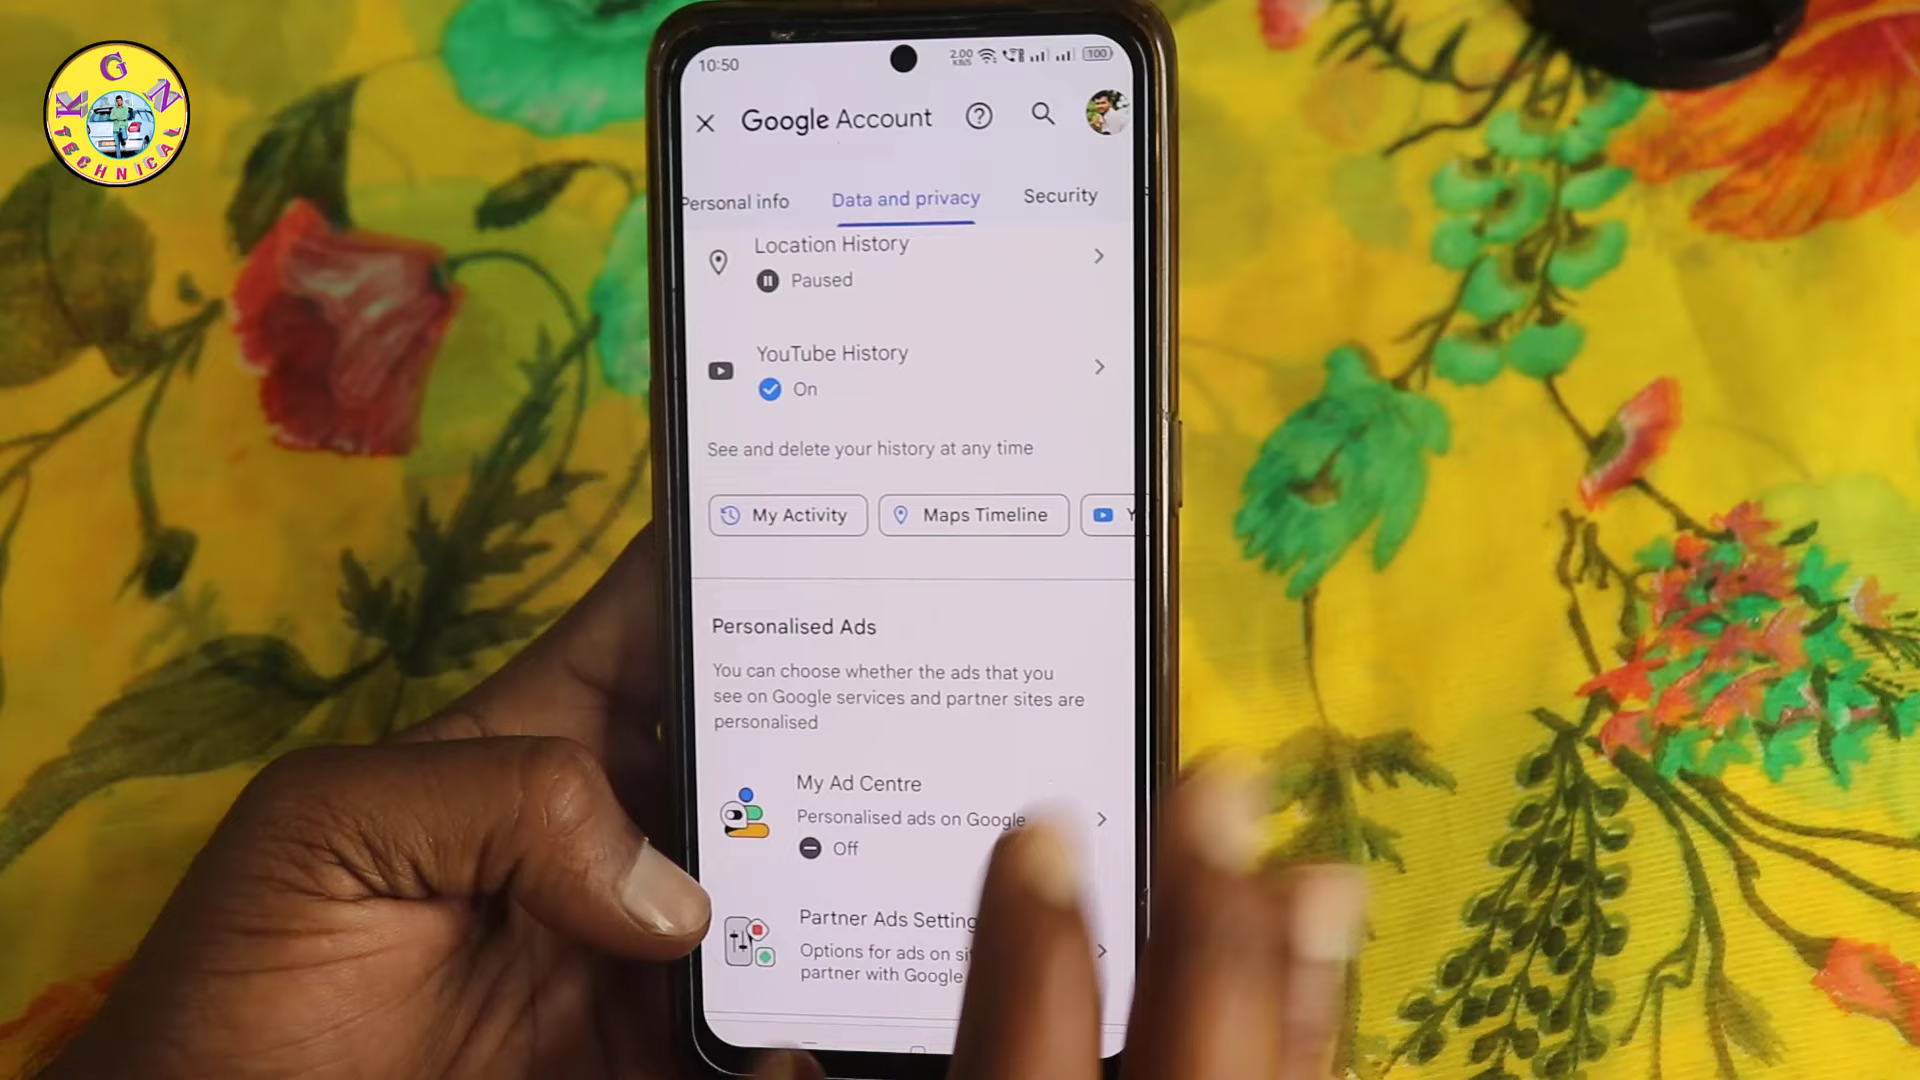 KGN
TECHNICAL
10:50
2.00
KB/S
100
Google Account
Personal info
Data and privacy
Security
Location History
Paused
YouTube History
On
See and delete your history at any time
My Activity
Maps Timeline
Y
Personalised Ads
You can choose whether the ads that you
see on Google services and partner sites are
personalised
My Ad Centre
Personalised ads on Google
Off
Partner Ads Setting
Options for ads on si
partner with Google